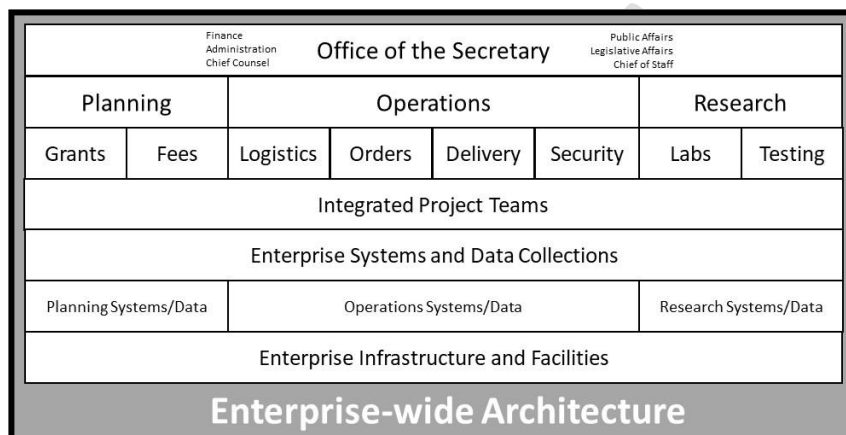 Finance
Administration
Chief Counsel
Office of the Secretary
Public Affairs
Legislative Affairs
Chief of Staff
Planning Operations Research
Grants Fees Logistics Orders Delivery Security Labs Testing
Integrated Project Teams
Enterprise Systems and Data Collections
Planning Systems/Data Operations Systems/Data Research Systems/Data
Enterprise Infrastructure and Facilities
Enterprise-wide Architecture